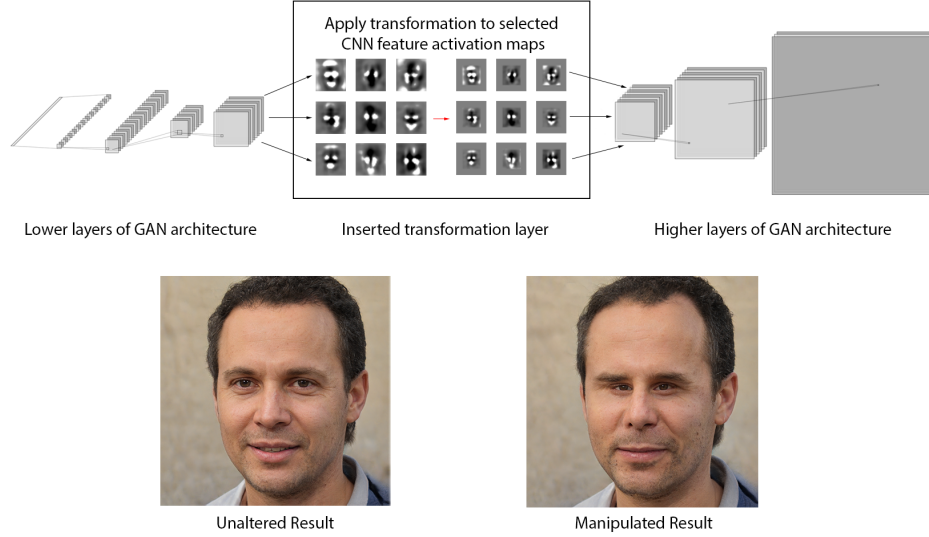 Apply transformation to selected
CNN feature activation maps
Lower layers of GAN architecture
Inserted transformation layer
Higher layers of GAN architecture
Unaltered Result
Manipulated Result